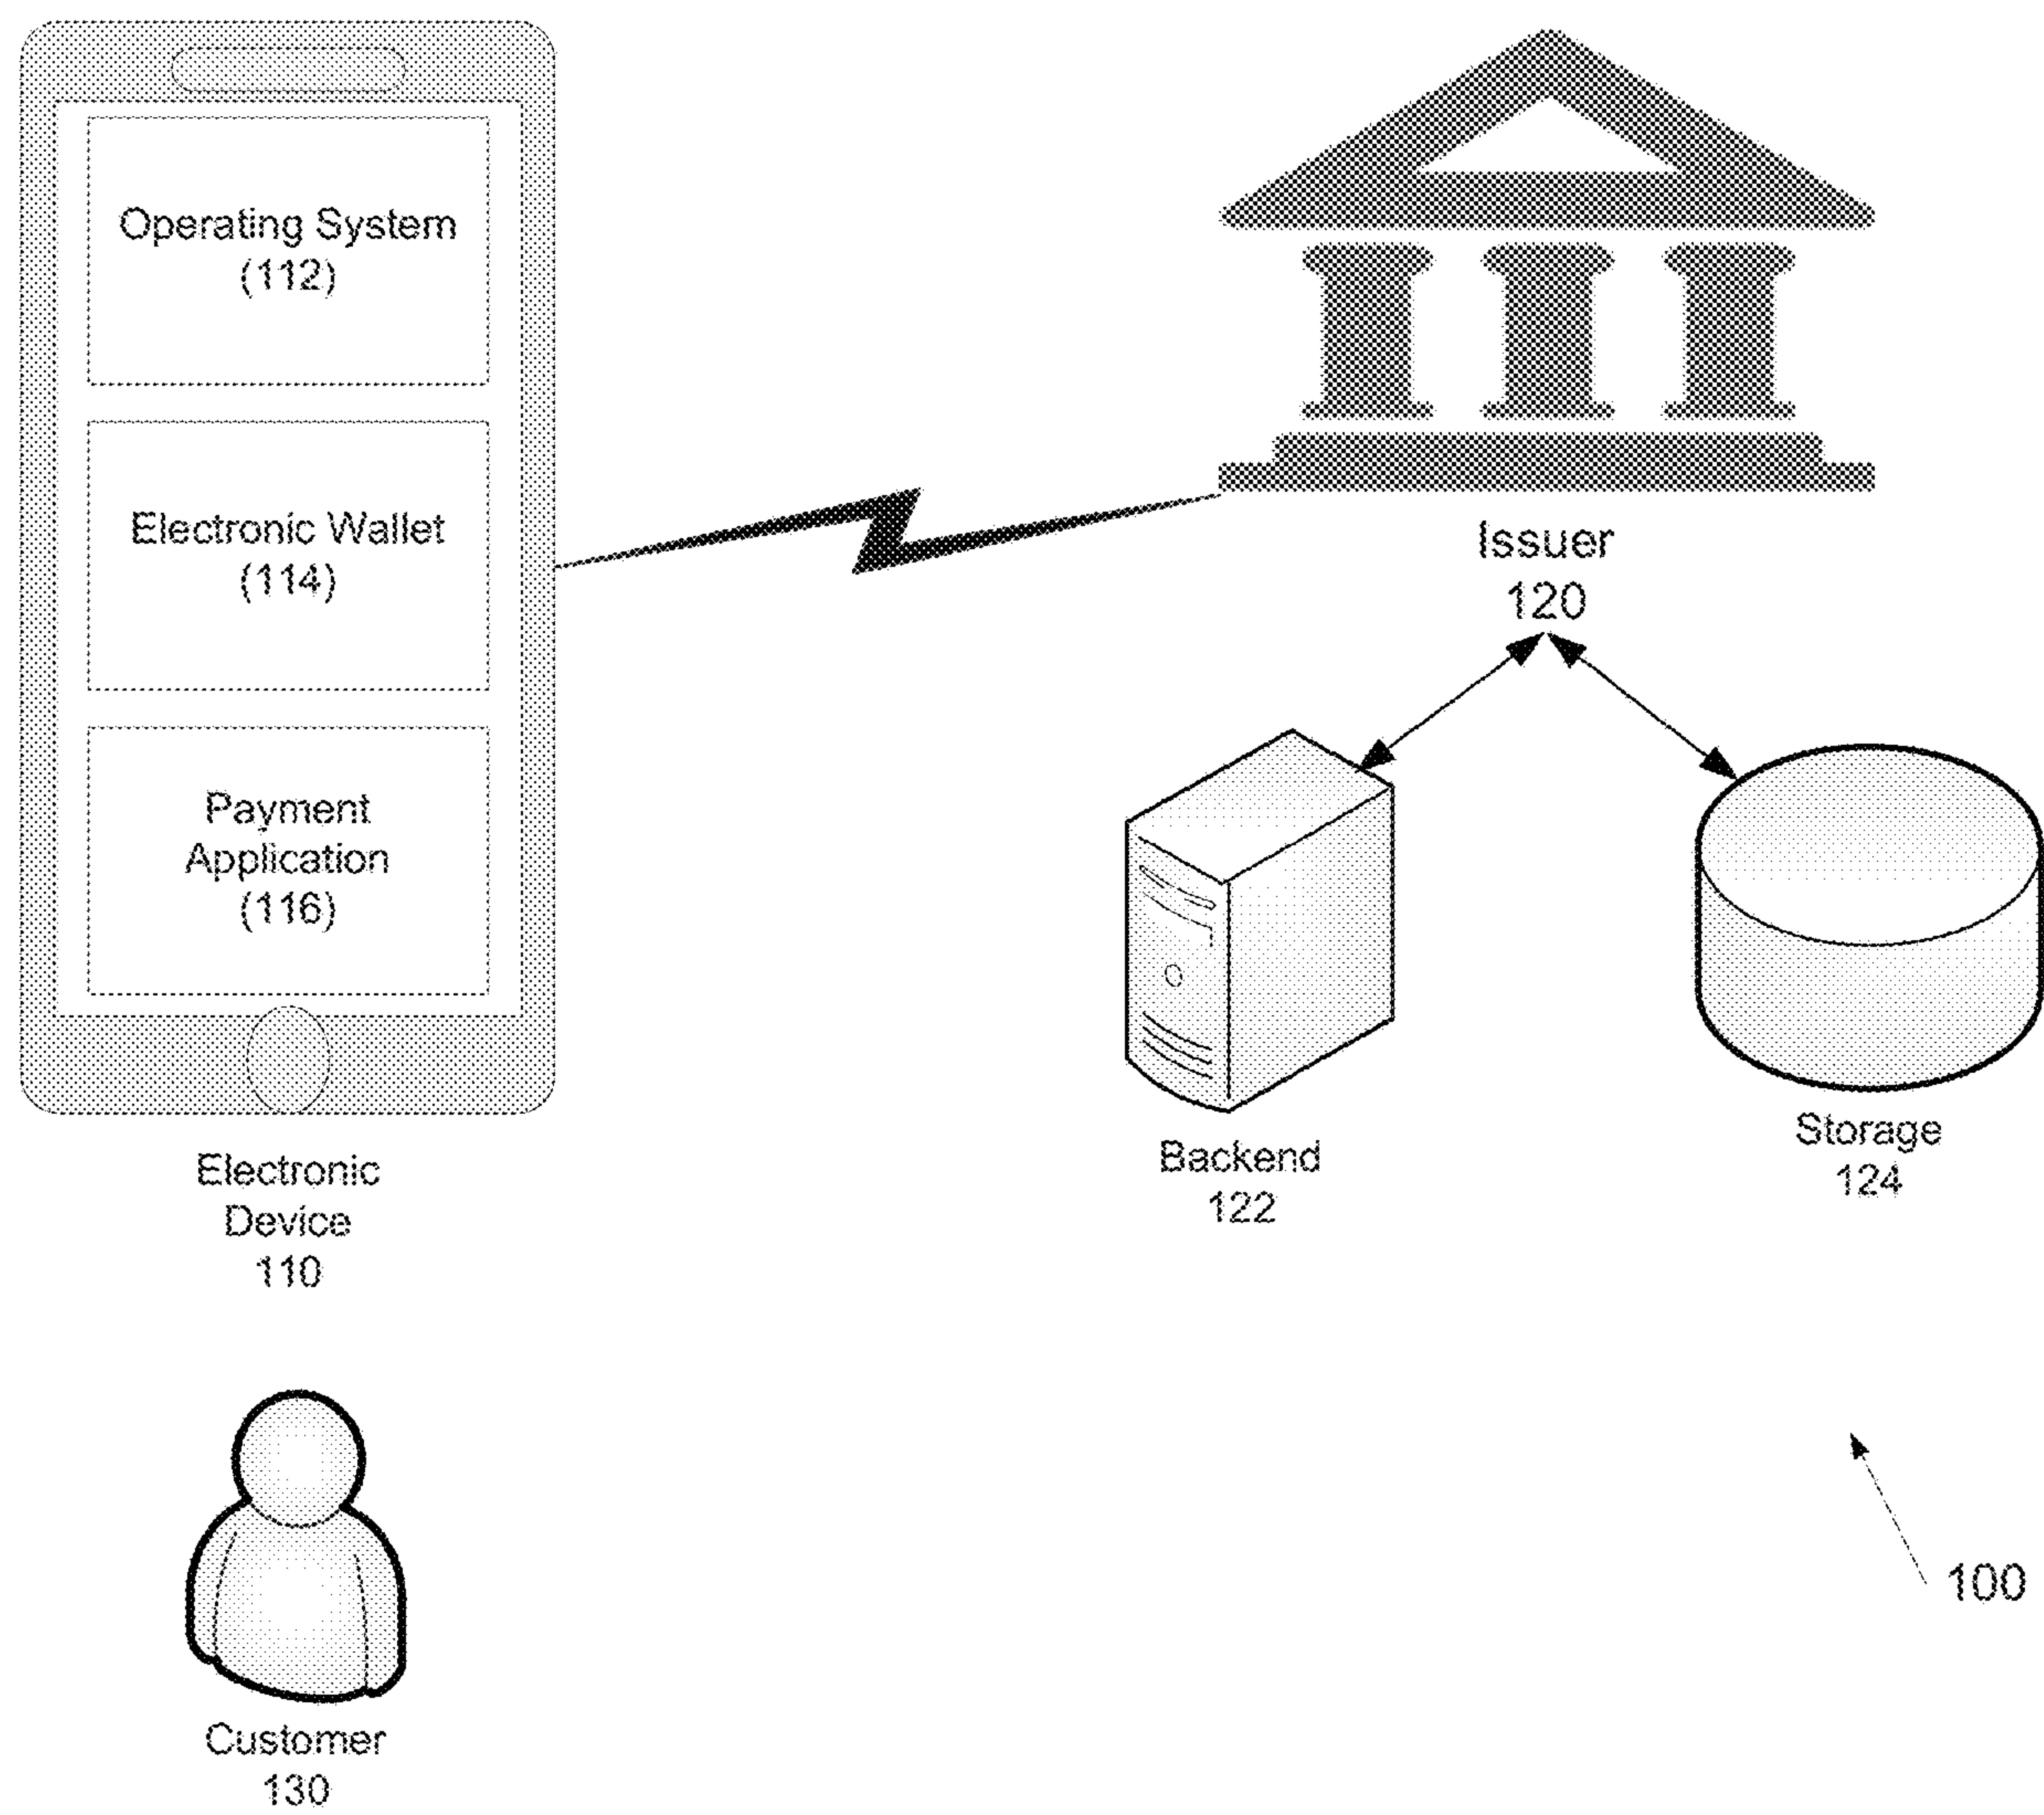 Operating System
(112)
Electronic Wallet
(114)
Payment
Application
(116)
Electronic
Device
110
Customer
130
Issuer
120
Backend
122
Storage
124
100